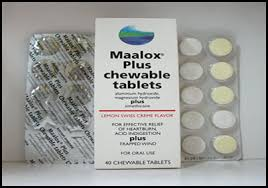 Maalox®
Plus
chewable
tablets
aluminium hydroxide,
magnesium hydroxide
plus
simethicone
LEMON SWISS CREME FLAVOR
FOR EFFECTIVE RELIEF
OF HEARTBURN,
ACID INDIGESTION
plus
TRAPPED WIND
FOR ORAL USE
40 CHEWABLE TABLETS